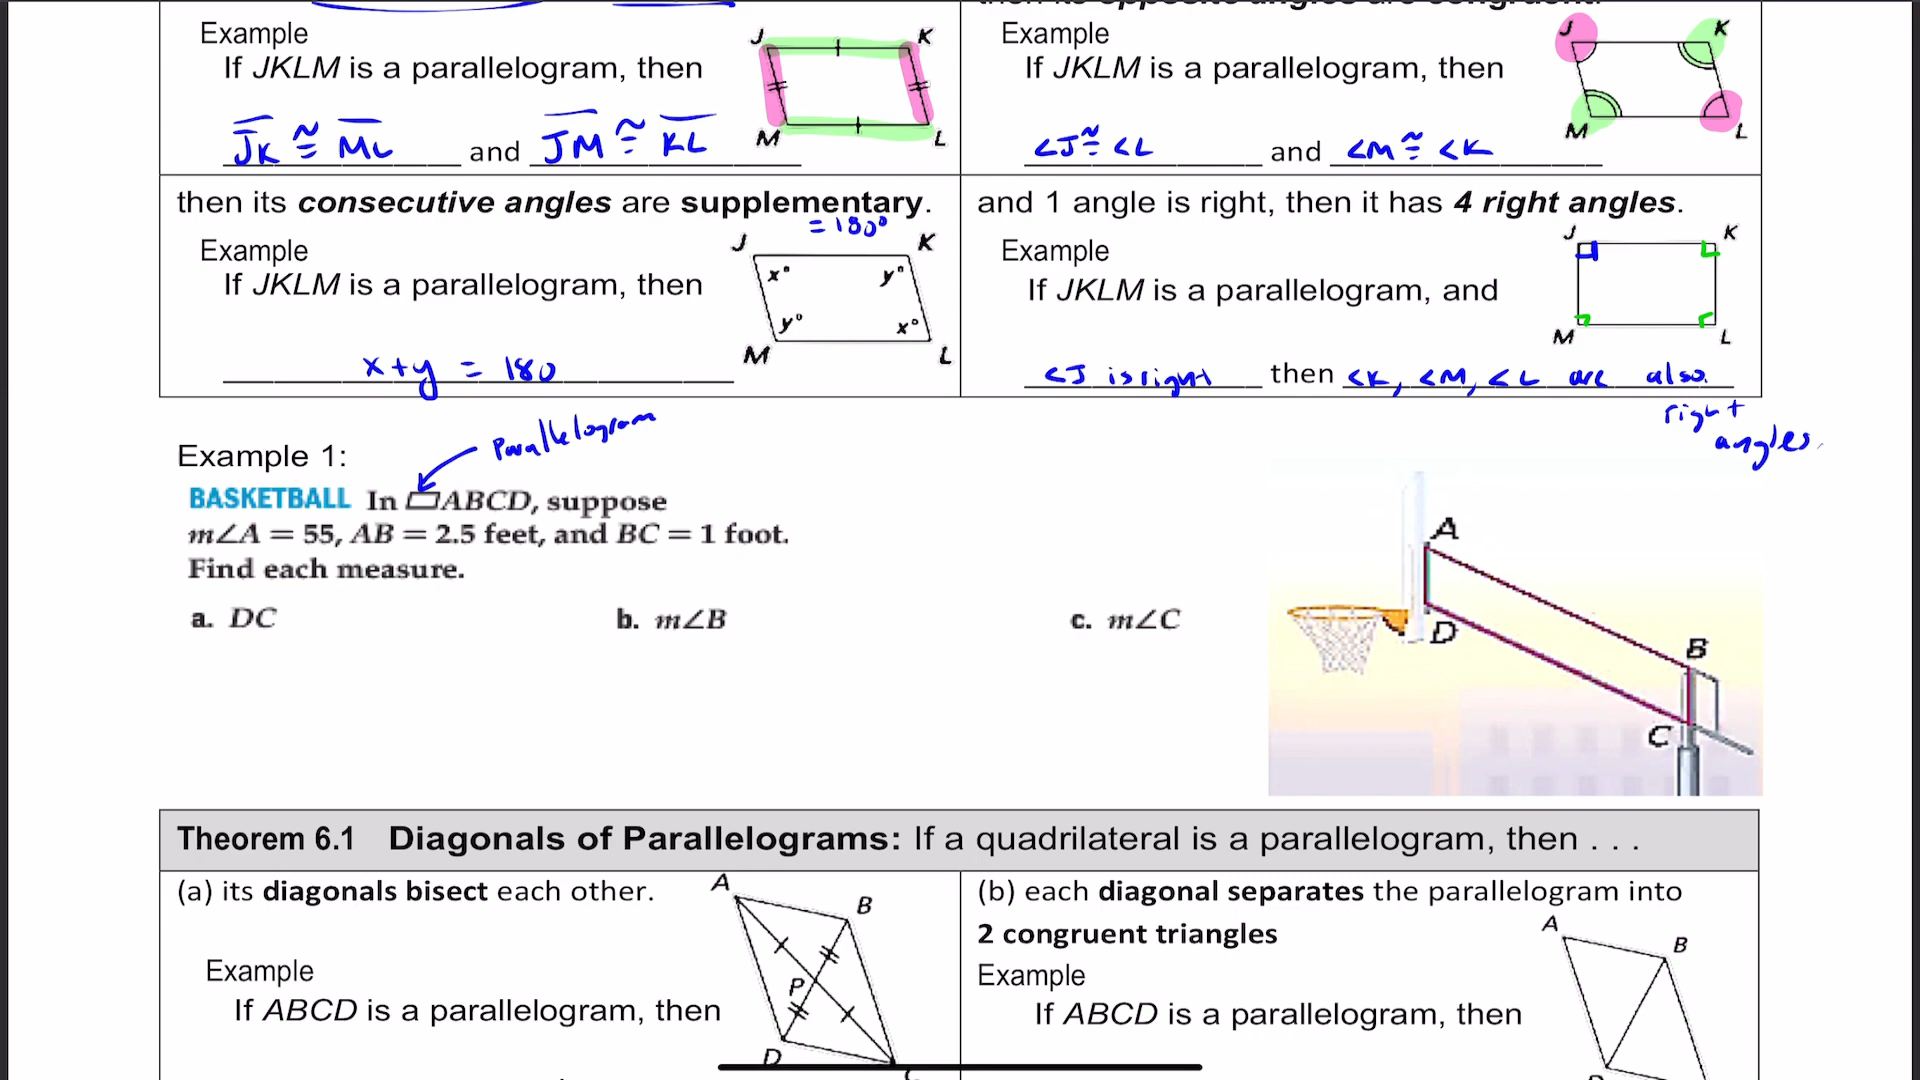 Example
If JKLM is a parallelogram, then
J K M L
JK ≅ ML and JM ≅ KL
Example
If JKLM is a parallelogram, then
J K M L
∠J ≅ ∠L and ∠M ≅ ∠K
then its consecutive angles are supplementary.
= 180°
Example
If JKLM is a parallelogram, then
J K M L
x° y° y° x°
x + y = 180
and 1 angle is right, then it has 4 right angles.
Example
If JKLM is a parallelogram, and
J K M L
∠J is right then ∠K, ∠M, ∠L are also
right
angles.
Parallelogram
Example 1:
BASKETBALL In ▱ABCD, suppose
m∠A = 55, AB = 2.5 feet, and BC = 1 foot.
Find each measure.
a. DC b. m∠B c. m∠C
A
D
B
C
Theorem 6.1 Diagonals of Parallelograms: If a quadrilateral is a parallelogram, then . . .
(a) its diagonals bisect each other.
Example
If ABCD is a parallelogram, then
A
B
P
D
(b) each diagonal separates the parallelogram into
2 congruent triangles
Example
If ABCD is a parallelogram, then
A
B